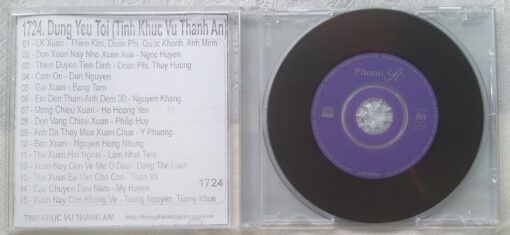 1724. Dung Yeu Toi (Tinh Khuc Vu Thanh An)
01 - LK Xuan - Thien Kim, Doan Phi, Quoc Khanh, Anh Minh
02 - Don Xuan Nay Nho Xuan Xua - Ngoc Huyen
03 - Thien Duyen Tien Dinh - Doan Phi, Thuy Huong
04 - Cam On - Dan Nguyen
05 - Gai Xuan - Bang Tam
06 - Em Den Tham Anh Dem 30 - Nguyen Khang
07 - Mong Chieu Xuan - Ho Hoang Yen
08 - Don Vang Chieu Xuan - Philip Huy
09 - Anh Da Thay Mua Xuan Chua - Y Phuong
10 - Ben Xuan - Nguyen Hong Nhung
11 - Thu Xuan Hai Ngoai - Lam Nhat Tien
12 - Xuan Nay Con Ve Me O Dau - Dang The Luan
13 - Thu Xuan Ba Viet Cho Con - Tuan Vu
14 - Cau Chuyen Dau Nam - My Huyen
15 - Xuan Nay Con Khong Ve - Tuong Nguyen, Tuong Khue
1724
TINH KHUC VU THANH AN
Phono-R
80